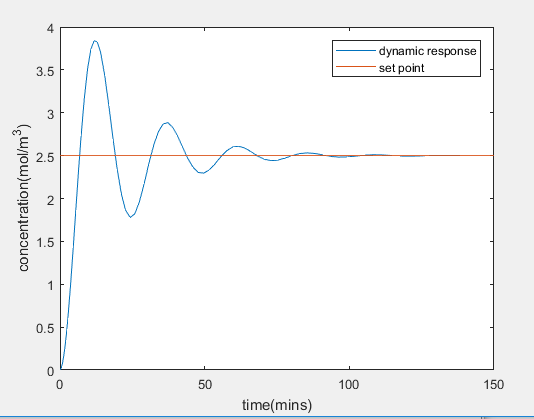 4
3.5
3
2.5
2
1.5
1
0.5
0
concentration(mol/m³)
dynamic response
set point
0 50 100 150
time(mins)